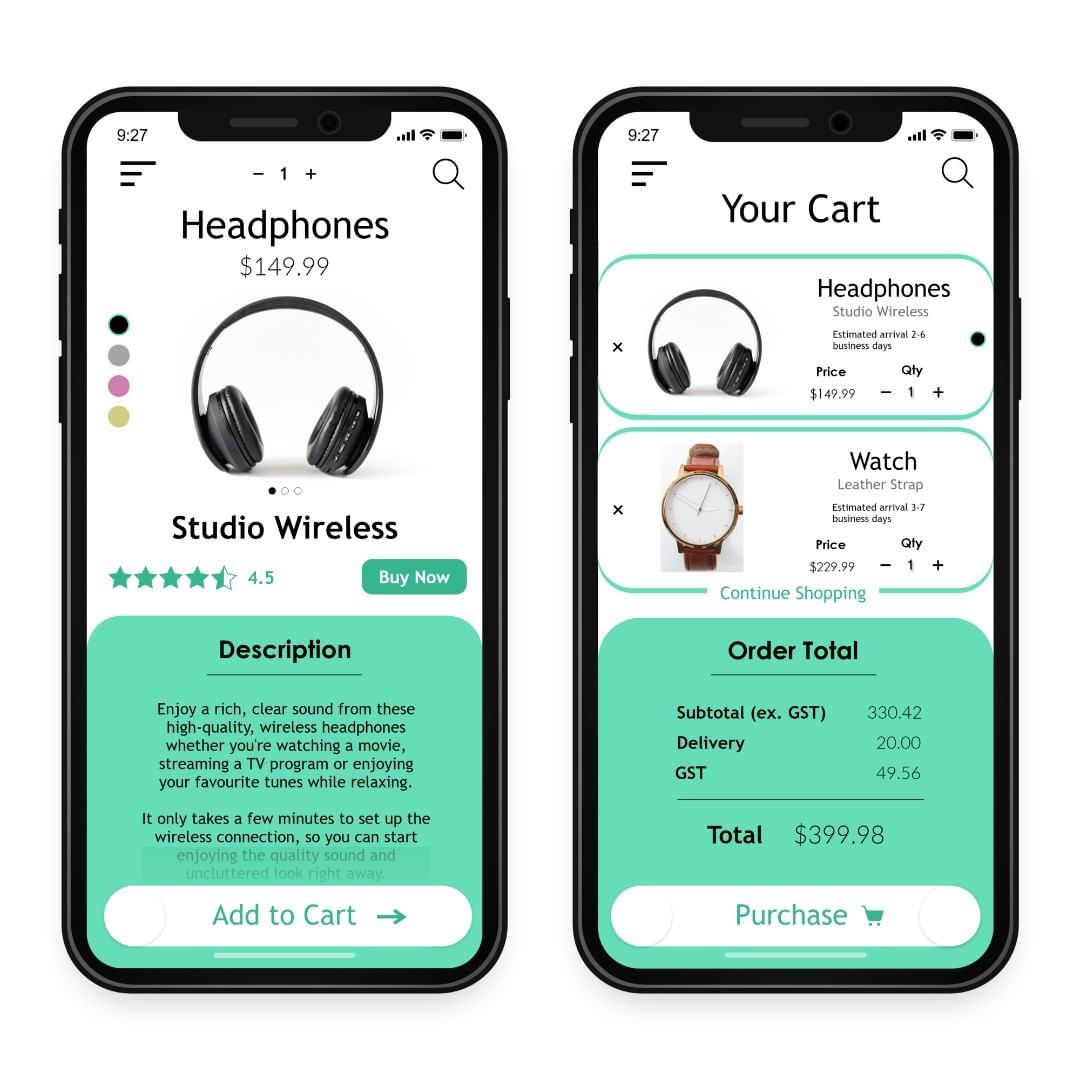 9:27
− 1 +
Headphones
$149.99
Studio Wireless
4.5
Buy Now
Description
Enjoy a rich, clear sound from these
high-quality, wireless headphones
whether you're watching a movie,
streaming a TV program or enjoying
your favourite tunes while relaxing.
It only takes a few minutes to set up the
wireless connection, so you can start
enjoying the quality sound and
uncluttered look right away.
Add to Cart →
9:27
Your Cart
Headphones
Studio Wireless
Estimated arrival 2-6
business days
×
Price Qty
$149.99 − 1 +
Watch
Leather Strap
Estimated arrival 3-7
business days
×
Price Qty
$229.99 − 1 +
Continue Shopping
Order Total
Subtotal (ex. GST) 330.42
Delivery 20.00
GST 49.56
Total $399.98
Purchase